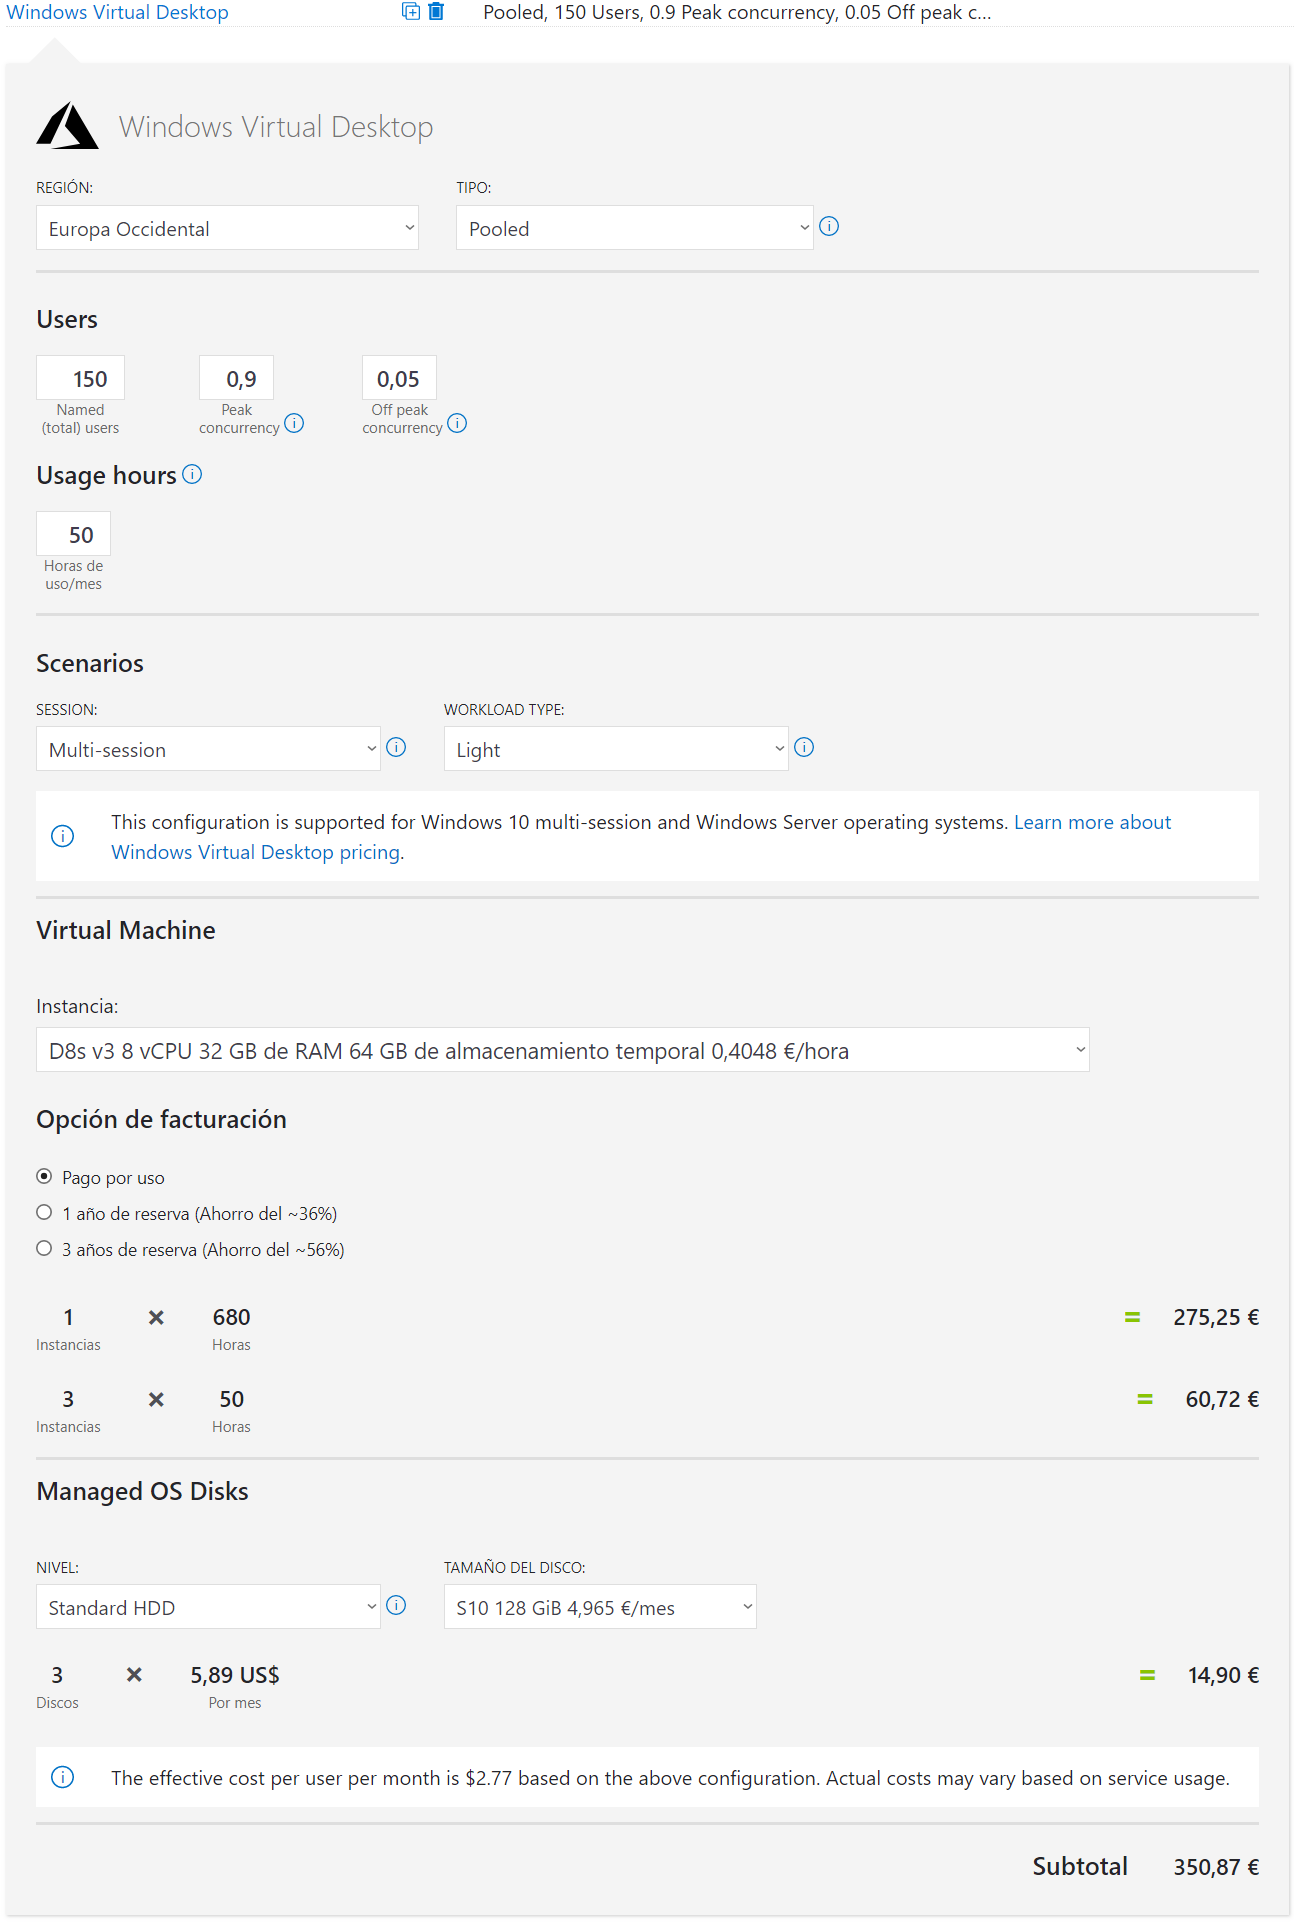 Windows Virtual Desktop Pooled, 150 Users, 0.9 Peak concurrency, 0.05 Off peak c...
Windows Virtual Desktop
REGIÓN: TIPO:
Europa Occidental Pooled
Users
150 0,9 0,05
Named Peak Off peak
(total) users concurrency concurrency
Usage hours
50
Horas de
uso/mes
Scenarios
SESSION: WORKLOAD TYPE:
Multi-session Light
This configuration is supported for Windows 10 multi-session and Windows Server operating systems. Learn more about
Windows Virtual Desktop pricing.
Virtual Machine
Instancia:
D8s v3 8 vCPU 32 GB de RAM 64 GB de almacenamiento temporal 0,4048 €/hora
Opción de facturación
Pago por uso
1 año de reserva (Ahorro del ~36%)
3 años de reserva (Ahorro del ~56%)
1 × 680 = 275,25 €
Instancias Horas
3 × 50 = 60,72 €
Instancias Horas
Managed OS Disks
NIVEL: TAMAÑO DEL DISCO:
Standard HDD S10 128 GiB 4,965 €/mes
3 × 5,89 US$ = 14,90 €
Discos Por mes
The effective cost per user per month is $2.77 based on the above configuration. Actual costs may vary based on service usage.
Subtotal 350,87 €